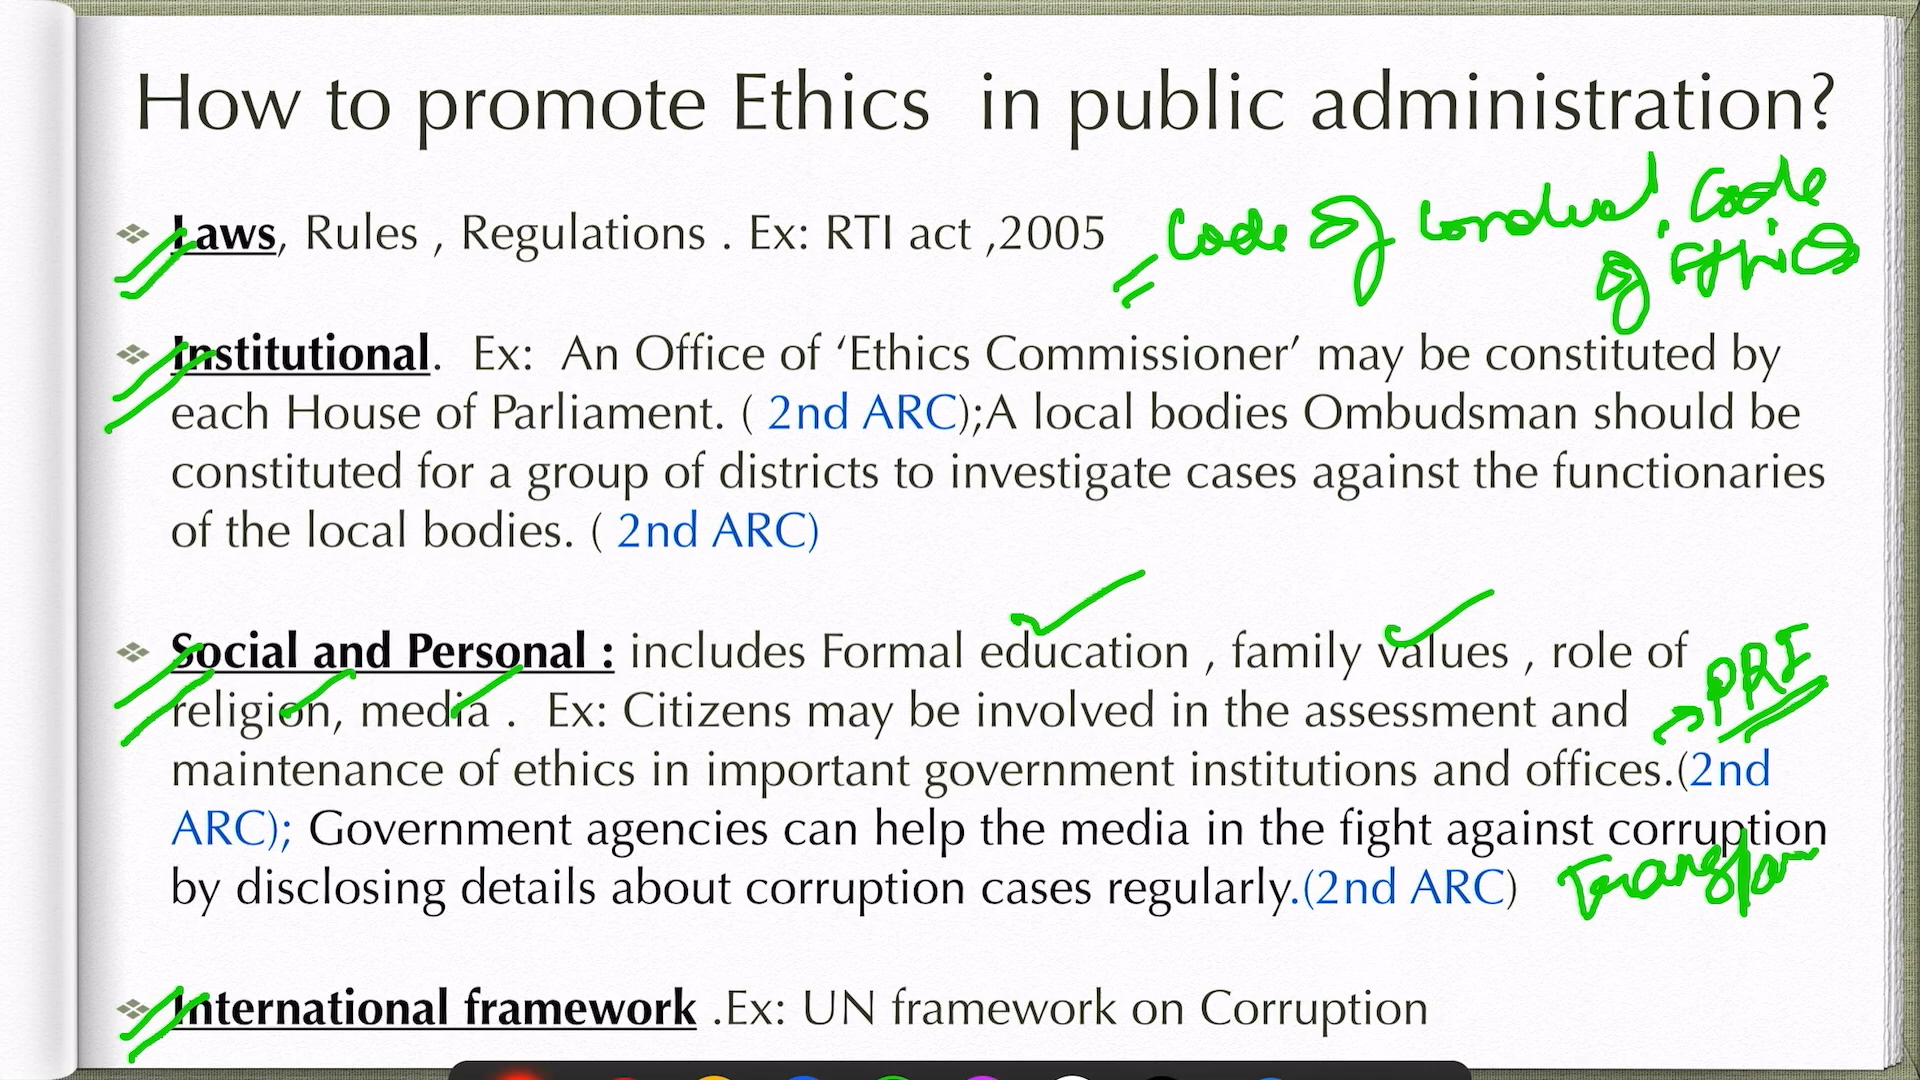 How to promote Ethics in public administration?
Laws, Rules , Regulations . Ex: RTI act ,2005
Code of conduct, Code
of Ethics
Institutional. Ex: An Office of ‘Ethics Commissioner’ may be constituted by
each House of Parliament. ( 2nd ARC);A local bodies Ombudsman should be
constituted for a group of districts to investigate cases against the functionaries
of the local bodies. ( 2nd ARC)
Social and Personal : includes Formal education , family values , role of
religion, media . Ex: Citizens may be involved in the assessment and
PRI
maintenance of ethics in important government institutions and offices.(2nd
ARC); Government agencies can help the media in the fight against corruption
by disclosing details about corruption cases regularly.(2nd ARC)
International framework .Ex: UN framework on Corruption